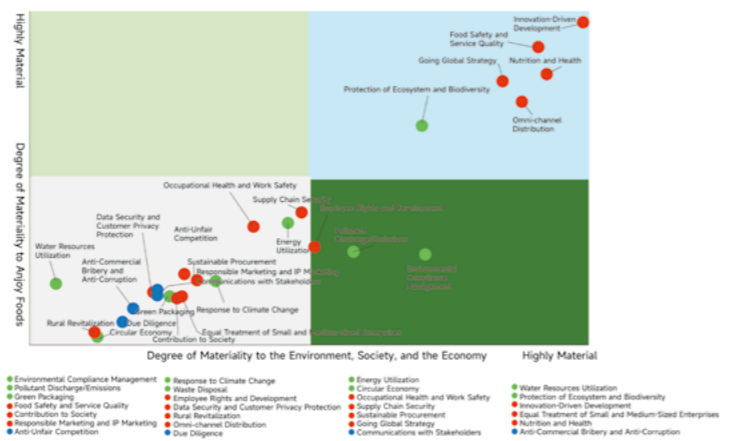 Highly Material
Degree of Materiality to Anjoy Foods
Innovation-Driven
Development
Food Safety and
Service Quality
Going Global Strategy
Nutrition and Health
Protection of Ecosystem and Biodiversity
Omni-channel
Distribution
Occupational Health and Work Safety
Supply Chain Security
Employee Rights and Development
Data Security and
Customer Privacy
Protection
Anti-Unfair
Competition
Energy
Utilization
Pollutant
Discharge/Emissions
Water Resources
Utilization
Anti-Commercial
Bribery and
Anti-Corruption
Sustainable Procurement
Responsible Marketing and IP Marketing
Communications with Stakeholders
Environmental
Compliance
Management
Green Packaging
Response to Climate Change
Rural Revitalization
Due Diligence
Circular Economy
Equal Treatment of Small and Medium-Sized Enterprises
Contribution to Society
Degree of Materiality to the Environment, Society, and the Economy
Highly Material
Environmental Compliance Management
Pollutant Discharge/Emissions
Green Packaging
Food Safety and Service Quality
Contribution to Society
Responsible Marketing and IP Marketing
Anti-Unfair Competition
Response to Climate Change
Waste Disposal
Employee Rights and Development
Data Security and Customer Privacy Protection
Rural Revitalization
Omni-channel Distribution
Due Diligence
Energy Utilization
Circular Economy
Occupational Health and Work Safety
Supply Chain Security
Sustainable Procurement
Going Global Strategy
Communications with Stakeholders
Water Resources Utilization
Protection of Ecosystem and Biodiversity
Innovation-Driven Development
Equal Treatment of Small and Medium-Sized Enterprises
Nutrition and Health
Anti-Commercial Bribery and Anti-Corruption